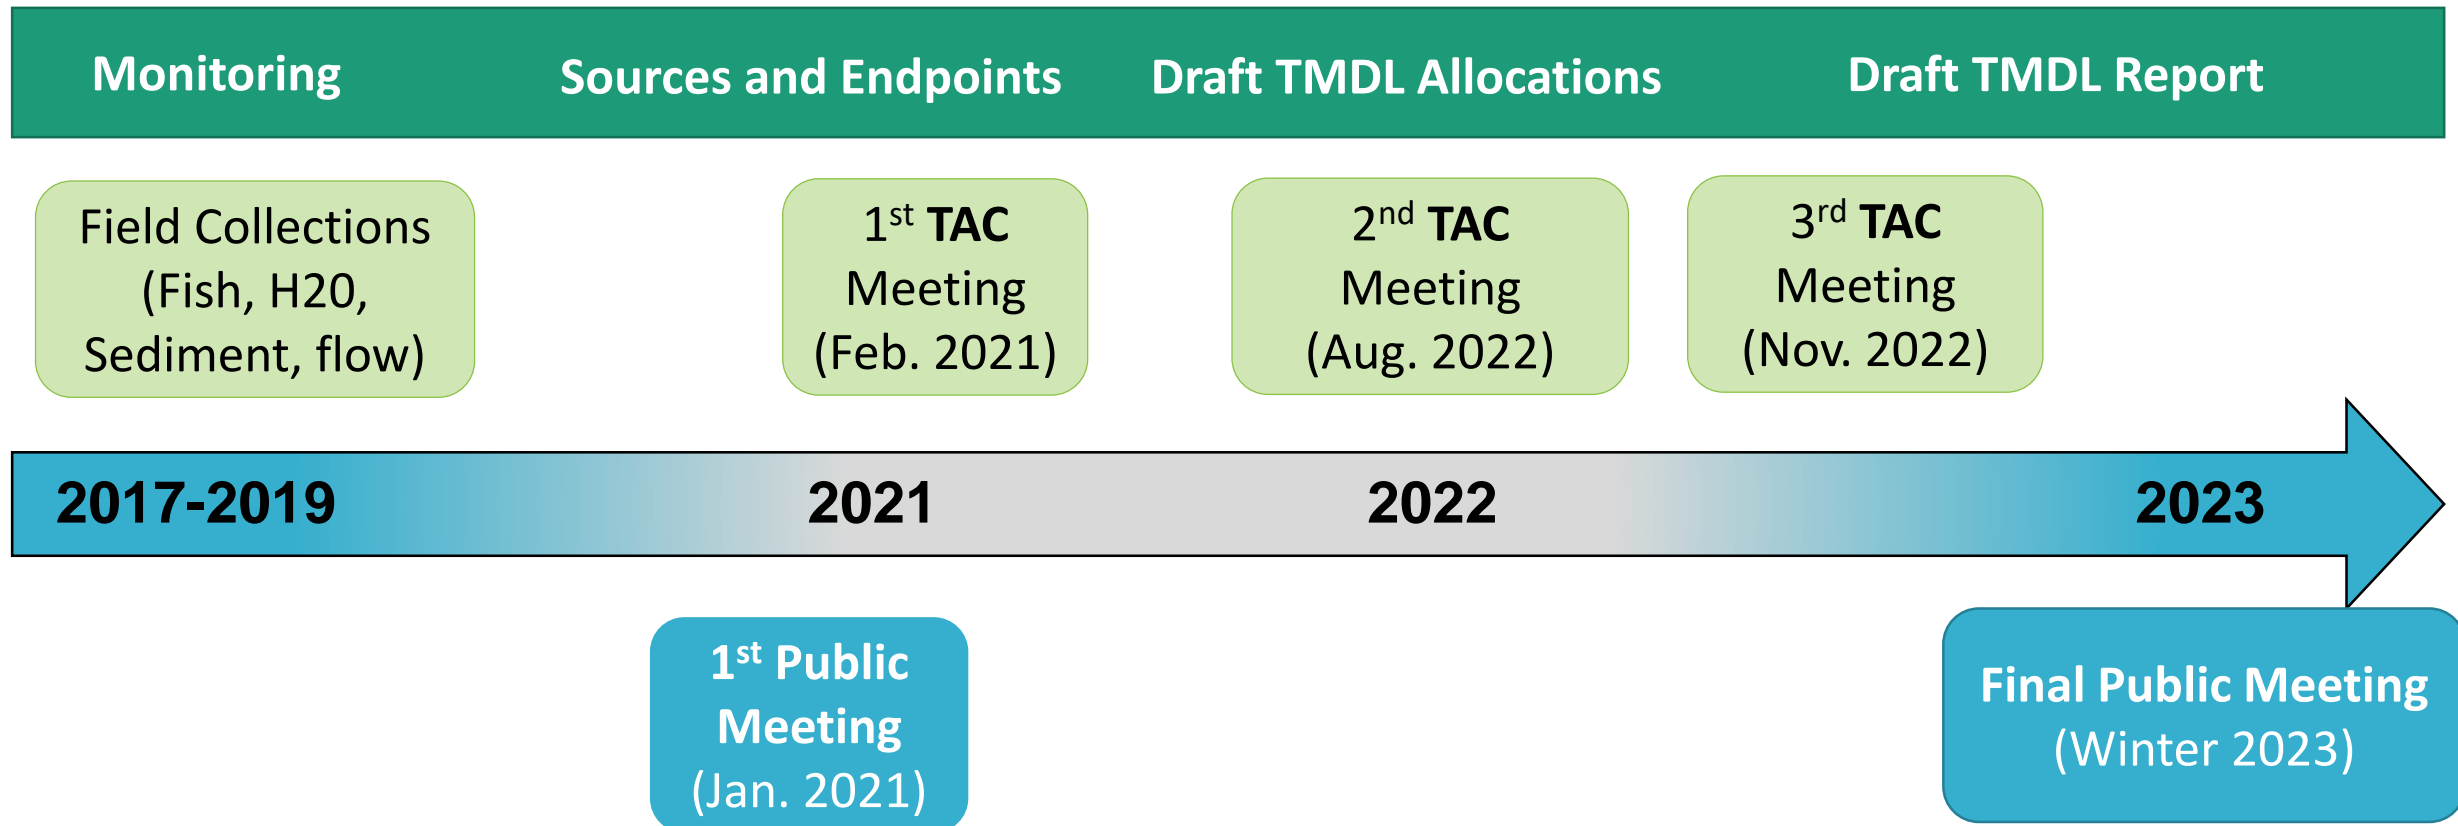 Monitoring
Sources and Endpoints
Draft TMDL Allocations
Draft TMDL Report
Field Collections
(Fish, H20,
Sediment, flow)
1st TAC
Meeting
(Feb. 2021)
2nd TAC
Meeting
(Aug. 2022)
3rd TAC
Meeting
(Nov. 2022)
2017-2019
2021
2022
2023
1st Public
Meeting
(Jan. 2021)
Final Public Meeting
(Winter 2023)